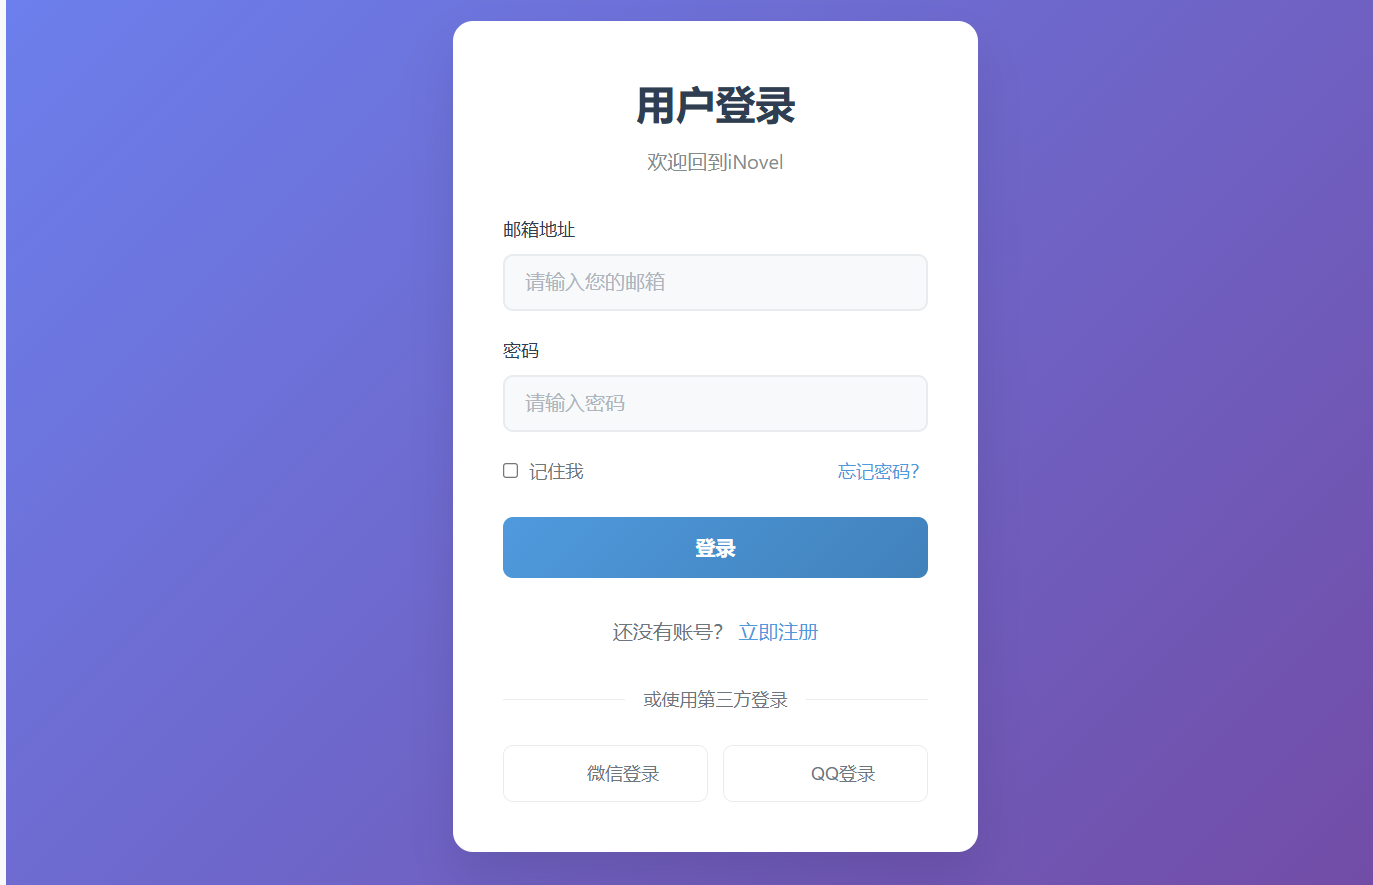 用户登录
欢迎回到iNovel
邮箱地址
请输入您的邮箱
密码
请输入密码
记住我 忘记密码？
登录
还没有账号？ 立即注册
或使用第三方登录
微信登录 QQ登录